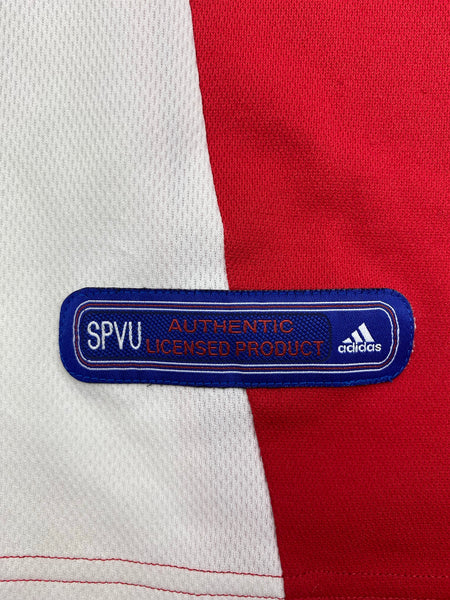 SPVU
AUTHENTIC
LICENSED PRODUCT
adidas